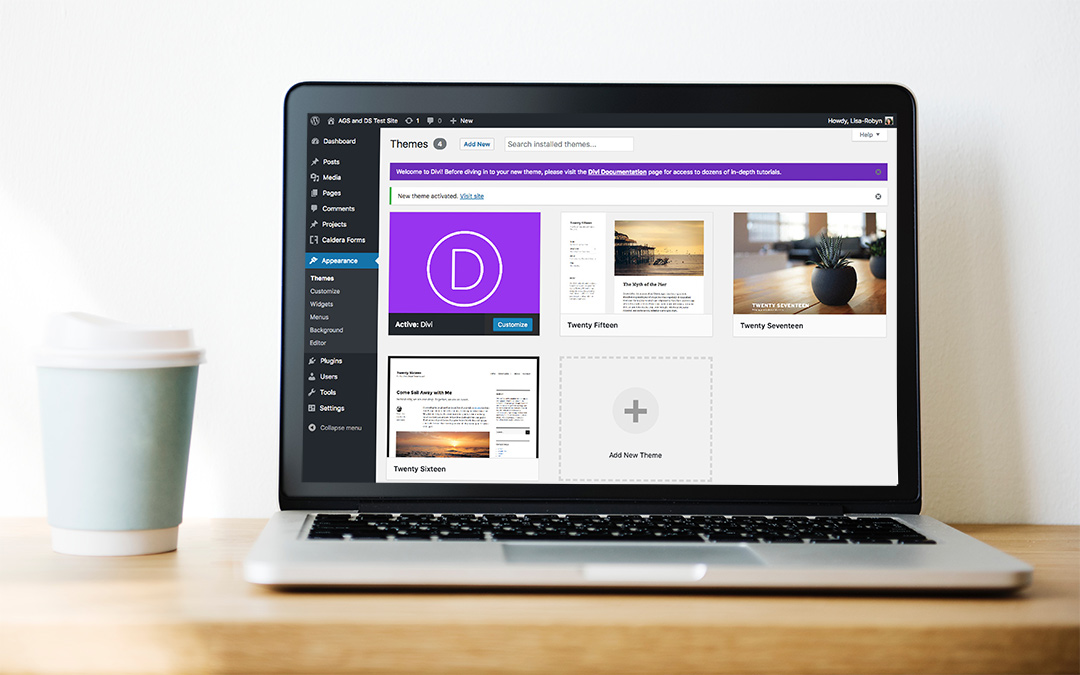 AGS and DS Test Site 1 0 New
Howdy, Lisa-Robyn
Help
Dashboard
Posts
Media
Pages
Comments
Projects
Caldera Forms
Appearance
Themes
Customize
Widgets
Menus
Background
Editor
Plugins
Users
Tools
Settings
Collapse menu
Themes 4 Add New Search installed themes...
Welcome to Divi! Before diving in to your new theme, please visit the Divi Documentation page for access to dozens of in-depth tutorials.
New theme activated. Visit site
D
Active: Divi Customize
Twenty Fifteen
The Myth of the Pier
Twenty Fifteen
TWENTY SEVENTEEN
Twenty Seventeen
Twenty Sixteen
Come Sail Away with Me
Twenty Sixteen
Add New Theme